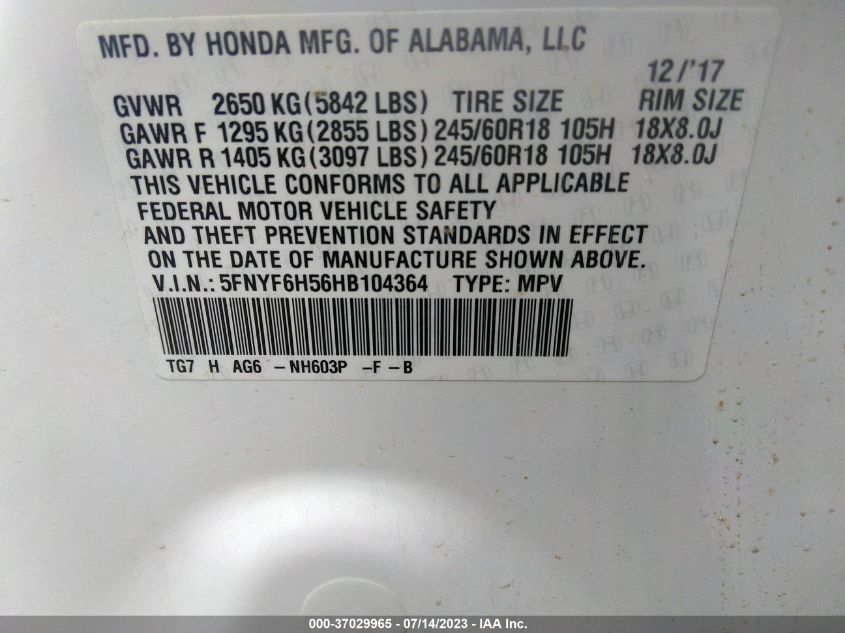 MFD. BY HONDA MFG. OF ALABAMA, LLC
12/'17
GVWR 2650 KG(5842 LBS) TIRE SIZE RIM SIZE
GAWR F 1295 KG(2855 LBS) 245/60R18 105H 18X8.0J
GAWR R 1405 KG(3097 LBS) 245/60R18 105H 18X8.0J
THIS VEHICLE CONFORMS TO ALL APPLICABLE
FEDERAL MOTOR VEHICLE SAFETY
AND THEFT PREVENTION STANDARDS IN EFFECT
ON THE DATE OF MANUFACTURE SHOWN ABOVE.
V.I.N.: 5FNYF6H56HB104364 TYPE: MPV
TG7 H AG6 -NH603P -F -B
000-37029965 - 07/14/2023 - IAA Inc.